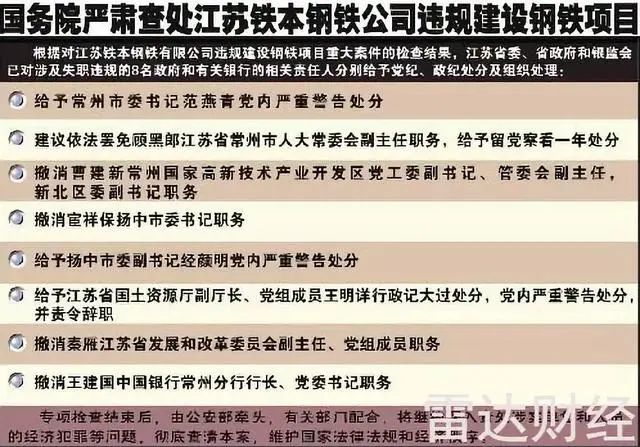 国务院严肃查处江苏铁本钢铁公司违规建设钢铁项目
根据对江苏铁本钢铁有限公司违规建设钢铁项目重大案件的检查结果，江苏省委、省政府和银监会
已对涉及失职违规的8名政府和有关银行的相关责任人分别给予党纪、政纪处分及组织处理：
给予常州市委书记范燕青党内严重警告处分
建议依法罢免顾黑郎江苏省常州市人大常委会副主任职务，给予留党察看一年处分
撤消曹建新常州国家高新技术产业开发区党工委副书记、管委会副主任，
新北区委副书记职务
撤消宦祥保扬中市委书记职务
给予扬中市委副书记经颜明党内严重警告处分
给予江苏省国土资源厅副厅长、党组成员王明详行政记大过处分，党内严重警告处分，
并责令辞职
撤消秦雁江苏省发展和改革委员会副主任、党组成员职务
撤消王建国中国银行常州分行行长、党委书记职务
专项检查结束后，由公安部牵头，有关部门配合，将继
的经济犯罪等问题，彻底查清本案，维护国家法律法规和经
雷达财经